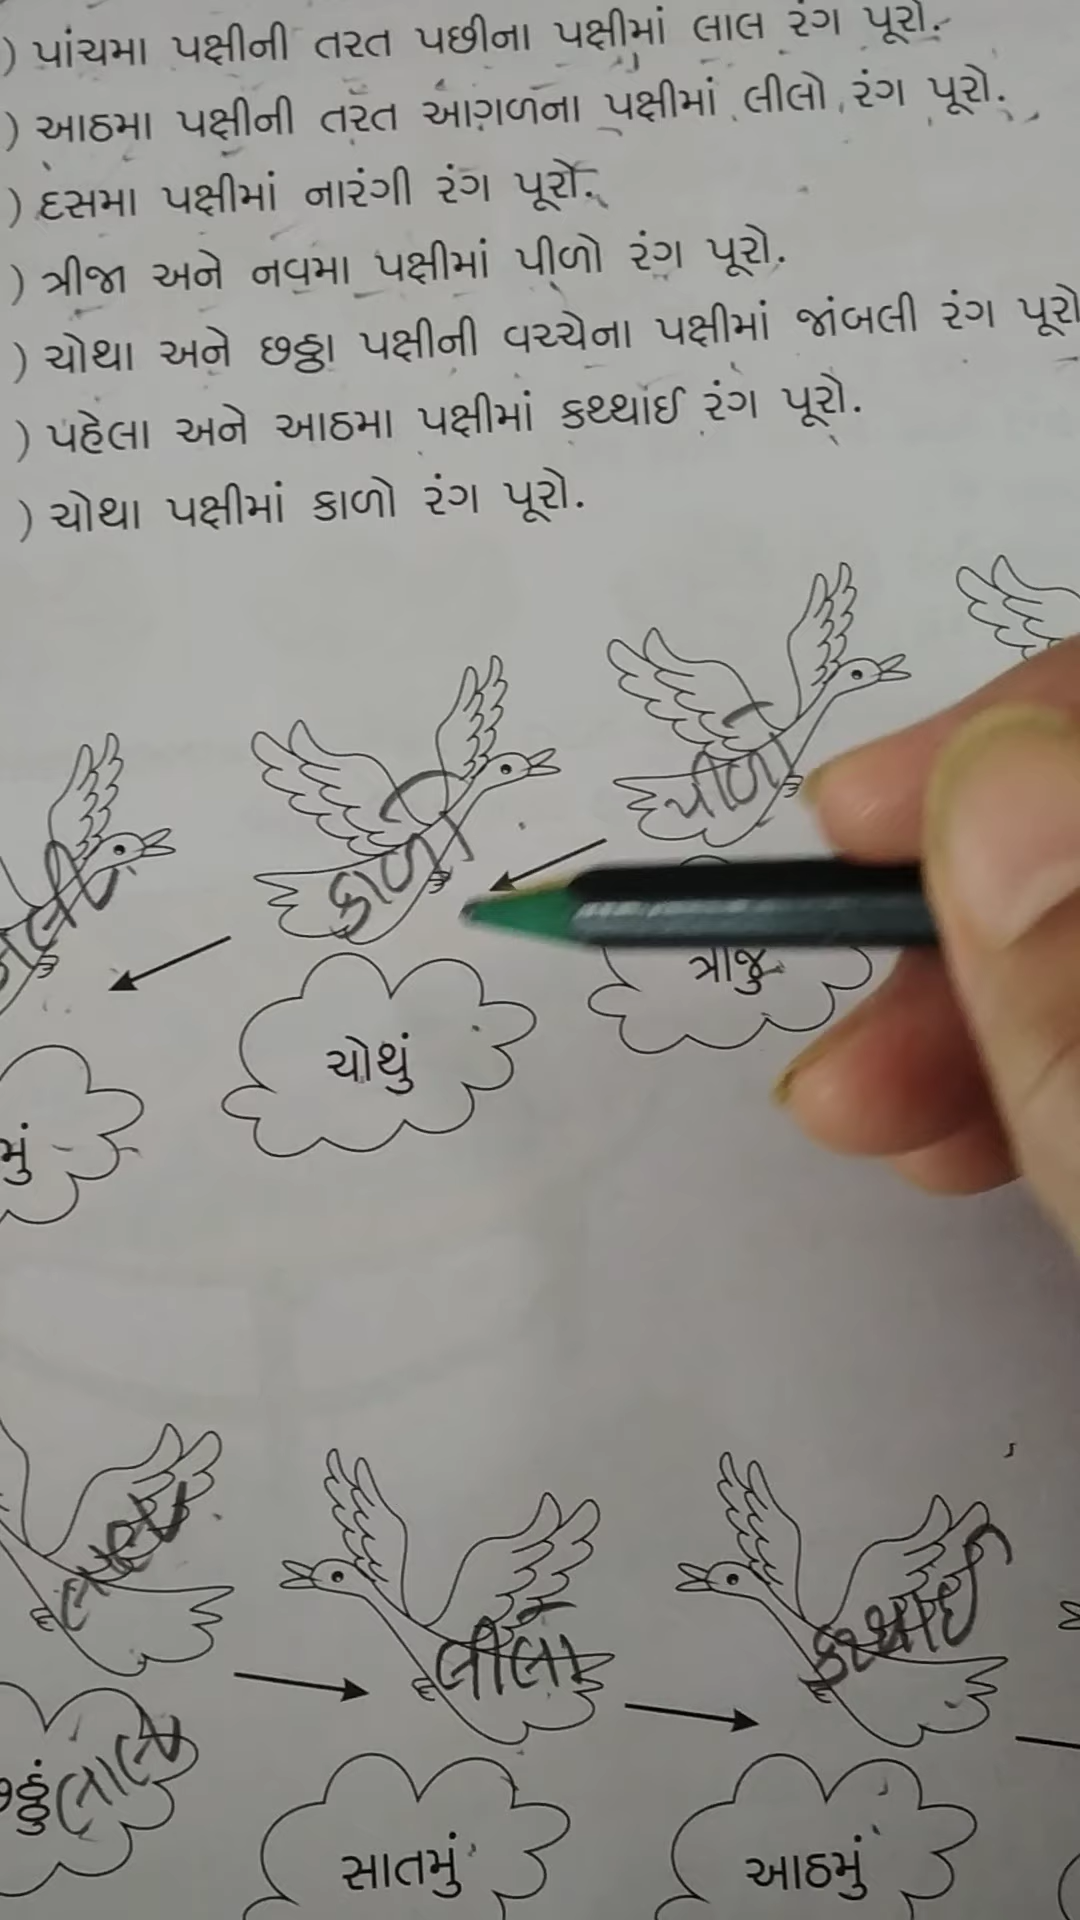 ) પાંચમા પક્ષીની તરત પછીના પક્ષીમાં લાલ રંગ પૂરો.
) આઠમા પક્ષીની તરત આગળના પક્ષીમાં લીલો રંગ પૂરો.
) દસમા પક્ષીમાં નારંગી રંગ પૂરો.
) ત્રીજા અને નવમા પક્ષીમાં પીળો રંગ પૂરો.
) ચોથા અને છઠ્ઠા પક્ષીની વચ્ચેના પક્ષીમાં જાંબલી રંગ પૂરો
) પહેલા અને આઠમા પક્ષીમાં કથ્થાઈ રંગ પૂરો.
) ચોથા પક્ષીમાં કાળો રંગ પૂરો.
પીળો
કાળો
ત્રીજુ
ચોથું
મું
લીલો
કથ્થાઈ
લાલ
સાતમું
આઠમું